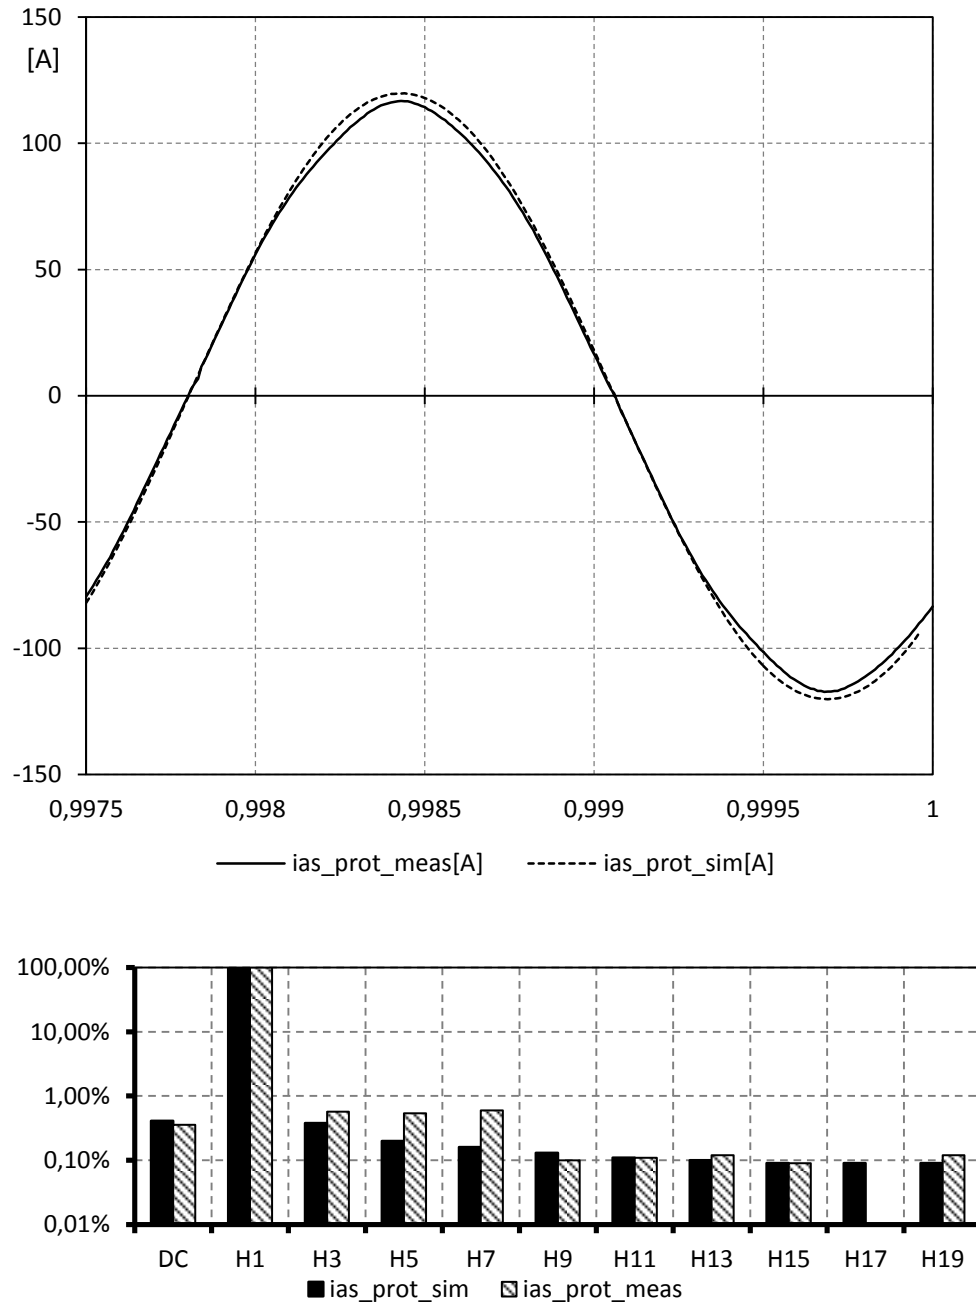 150
[A]
100
50
0
-50
-100
-150
0,9975 0,998 0,9985 0,999 0,9995 1
ias_prot_meas[A] ias_prot_sim[A]
100,00%
10,00%
1,00%
0,10%
0,01%
DC H1 H3 H5 H7 H9 H11 H13 H15 H17 H19
ias_prot_sim ias_prot_meas